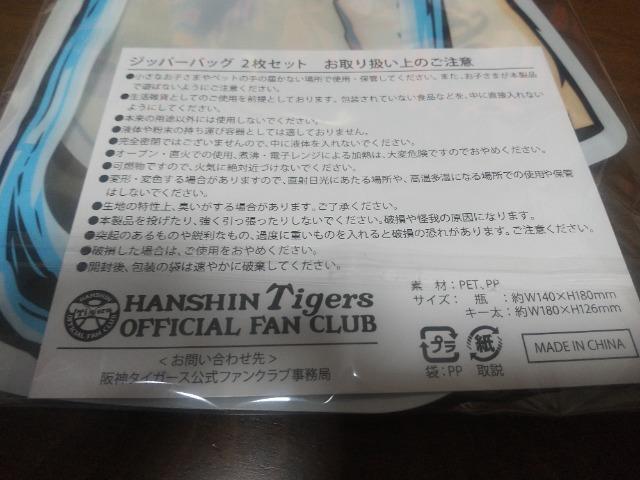 ジッパーバッグ 2枚セット お取り扱い上のご注意
●小さなお子さまやペットの手の届かない場所で使用・保管してください。また、お子さまが本製品
で遊ばないようにご注意ください。
●生活雑貨としてのご使用を前提としております。包装されていない食品などを、中に直接入れない
ようにしてください。
●本来の用途以外には使用しないでください。
●液体や粉末の持ち運び容器としては適しておりません。
●完全密閉ではございませんので、中に液体を入れないでください。
●オーブン・直火での使用、煮沸・電子レンジによる加熱は、大変危険ですのでおやめください。
●可燃物ですので、火気に絶対近づけないでください。
●変形・変色する場合がありますので、直射日光にあたる場所や、高温多湿になる場所での使用や保管
はしないでください。
●生地の特性上、臭いがする場合があります。ご了承ください。
●本製品を投げたり、強く引っ張ったりしないでください。破損や怪我の原因になります。
●突起のあるものや鋭利なもの、過度に重いものを入れると破損の恐れがあります。ご注意ください。
●破損した場合は、ご使用をおやめください。
●開封後、包装の袋は速やかに破棄してください。
素 材:PET、PP
サイズ: 瓶 :約W140×H180mm
キー太:約W180×H126mm
HANSHIN
Tigers
OFFICIAL FAN CLUB
HANSHIN Tigers
OFFICIAL FAN CLUB
<お問い合わせ先>
阪神タイガース公式ファンクラブ事務局
プラ
袋:PP
紙
取説
MADE IN CHINA